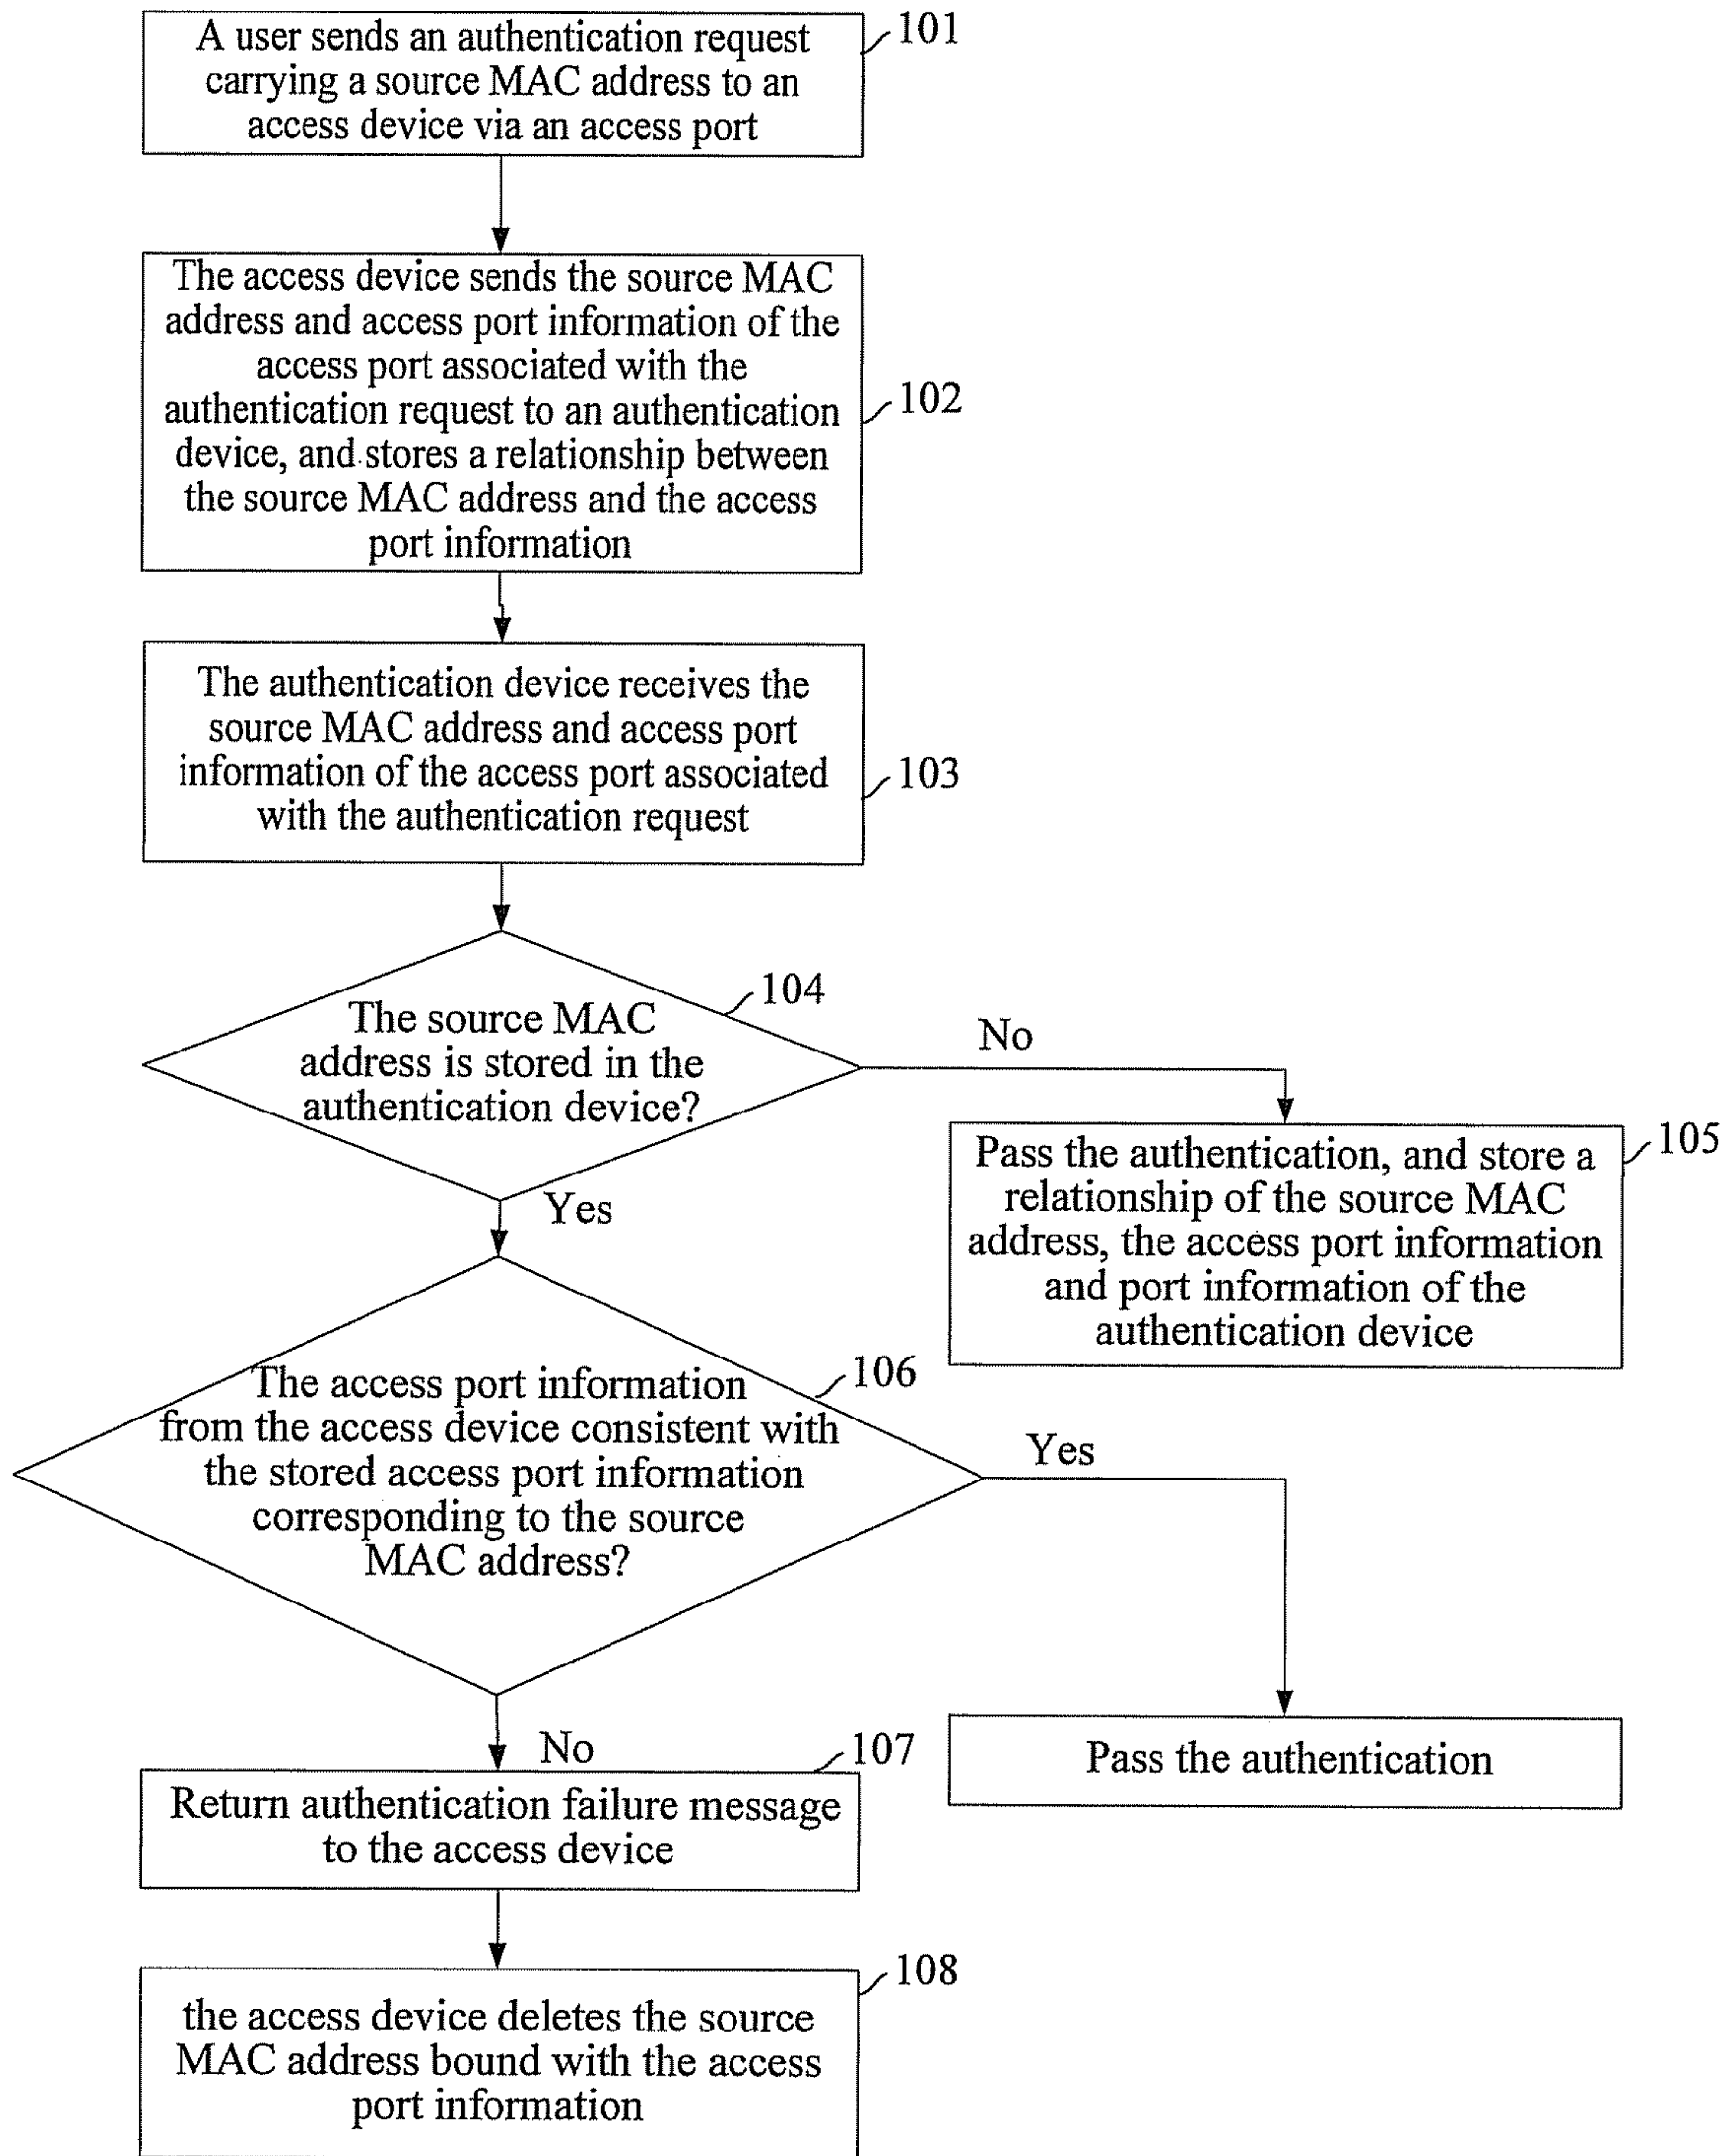 A user sends an authentication request
carrying a source MAC address to an
access device via an access port
101
The access device sends the source MAC
address and access port information of the
access port associated with the
authentication request to an authentication
device, and stores a relationship between
the source MAC address and the access
port information
102
The authentication device receives the
source MAC address and access port
information of the access port associated
with the authentication request
103
The source MAC
address is stored in the
authentication device?
104
No
Pass the authentication, and store a
relationship of the source MAC
address, the access port information
and port information of the
authentication device
105
Yes
The access port information
from the access device consistent with
the stored access port information
corresponding to the source
MAC address?
106
Yes
Pass the authentication
No
Return authentication failure message
to the access device
107
the access device deletes the source
MAC address bound with the access
port information
108